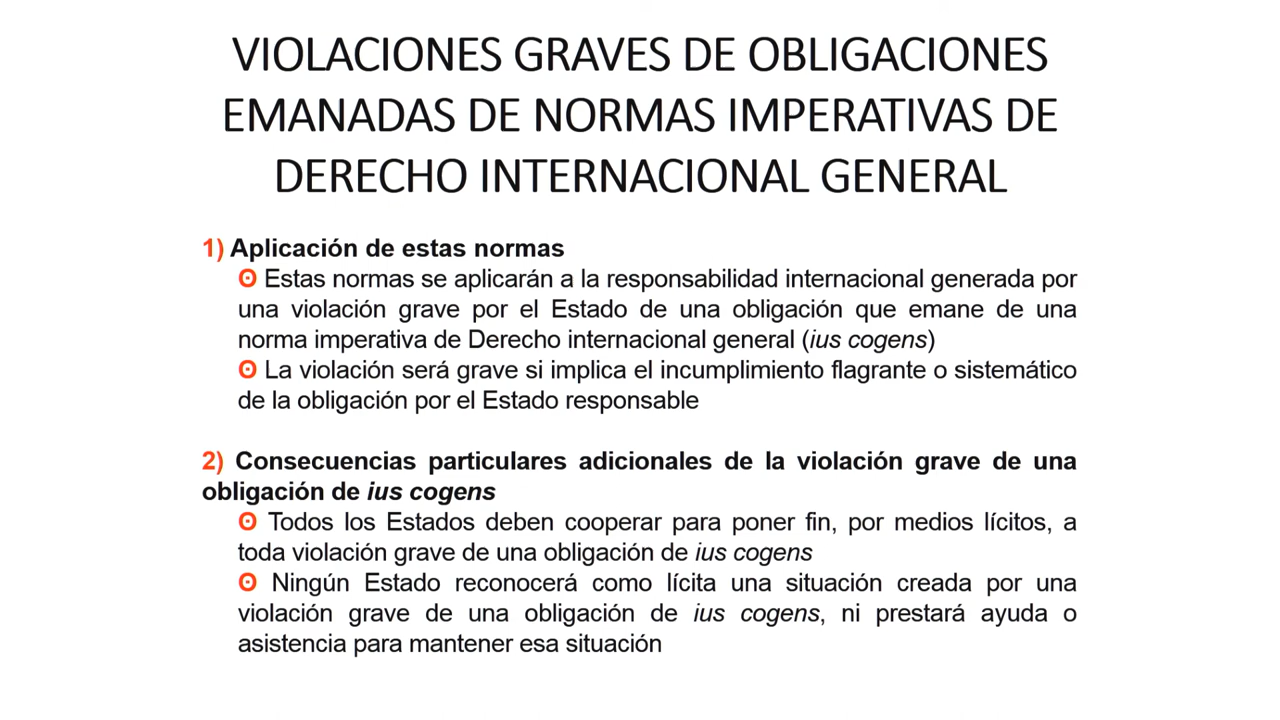 VIOLACIONES GRAVES DE OBLIGACIONES
EMANADAS DE NORMAS IMPERATIVAS DE
DERECHO INTERNACIONAL GENERAL
1) Aplicación de estas normas
ʘ Estas normas se aplicarán a la responsabilidad internacional generada por
una violación grave por el Estado de una obligación que emane de una
norma imperativa de Derecho internacional general (ius cogens)
ʘ La violación será grave si implica el incumplimiento flagrante o sistemático
de la obligación por el Estado responsable
2) Consecuencias particulares adicionales de la violación grave de una
obligación de ius cogens
ʘ Todos los Estados deben cooperar para poner fin, por medios lícitos, a
toda violación grave de una obligación de ius cogens
ʘ Ningún Estado reconocerá como lícita una situación creada por una
violación grave de una obligación de ius cogens, ni prestará ayuda o
asistencia para mantener esa situación